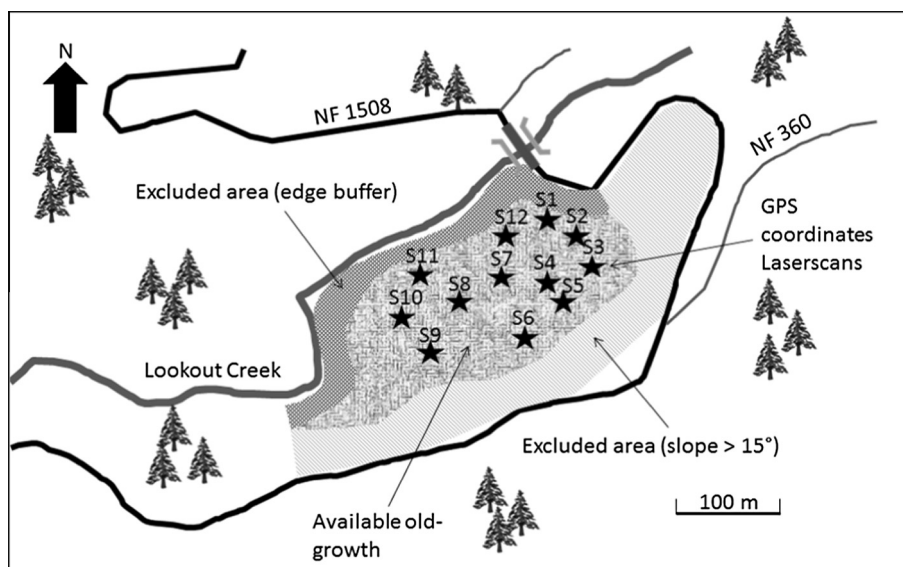 N
NF 1508
NF 360
Excluded area (edge buffer)
GPS
coordinates
Laserscans
S1
S2
S12
S3
S11
S7
S4
S8
S5
S10
S6
S9
Lookout Creek
Excluded area (slope > 15°)
Available old-
growth
100 m